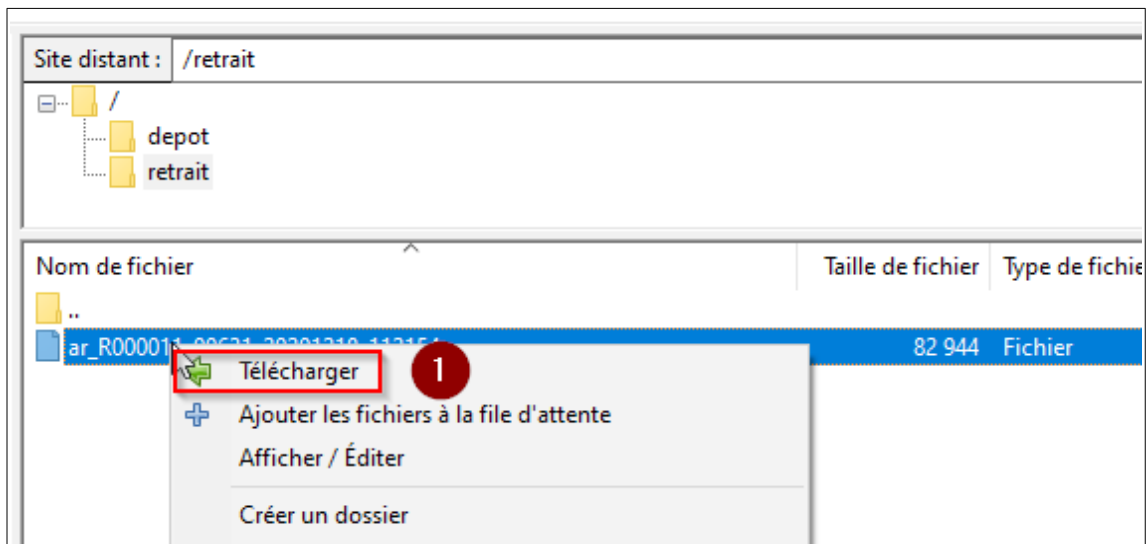 Site distant : /retrait
/
depot
retrait
Nom de fichier Taille de fichier Type de fichie
..
ar_R000011 82 944 Fichier
Télécharger 1
Ajouter les fichiers à la file d'attente
Afficher / Éditer
Créer un dossier